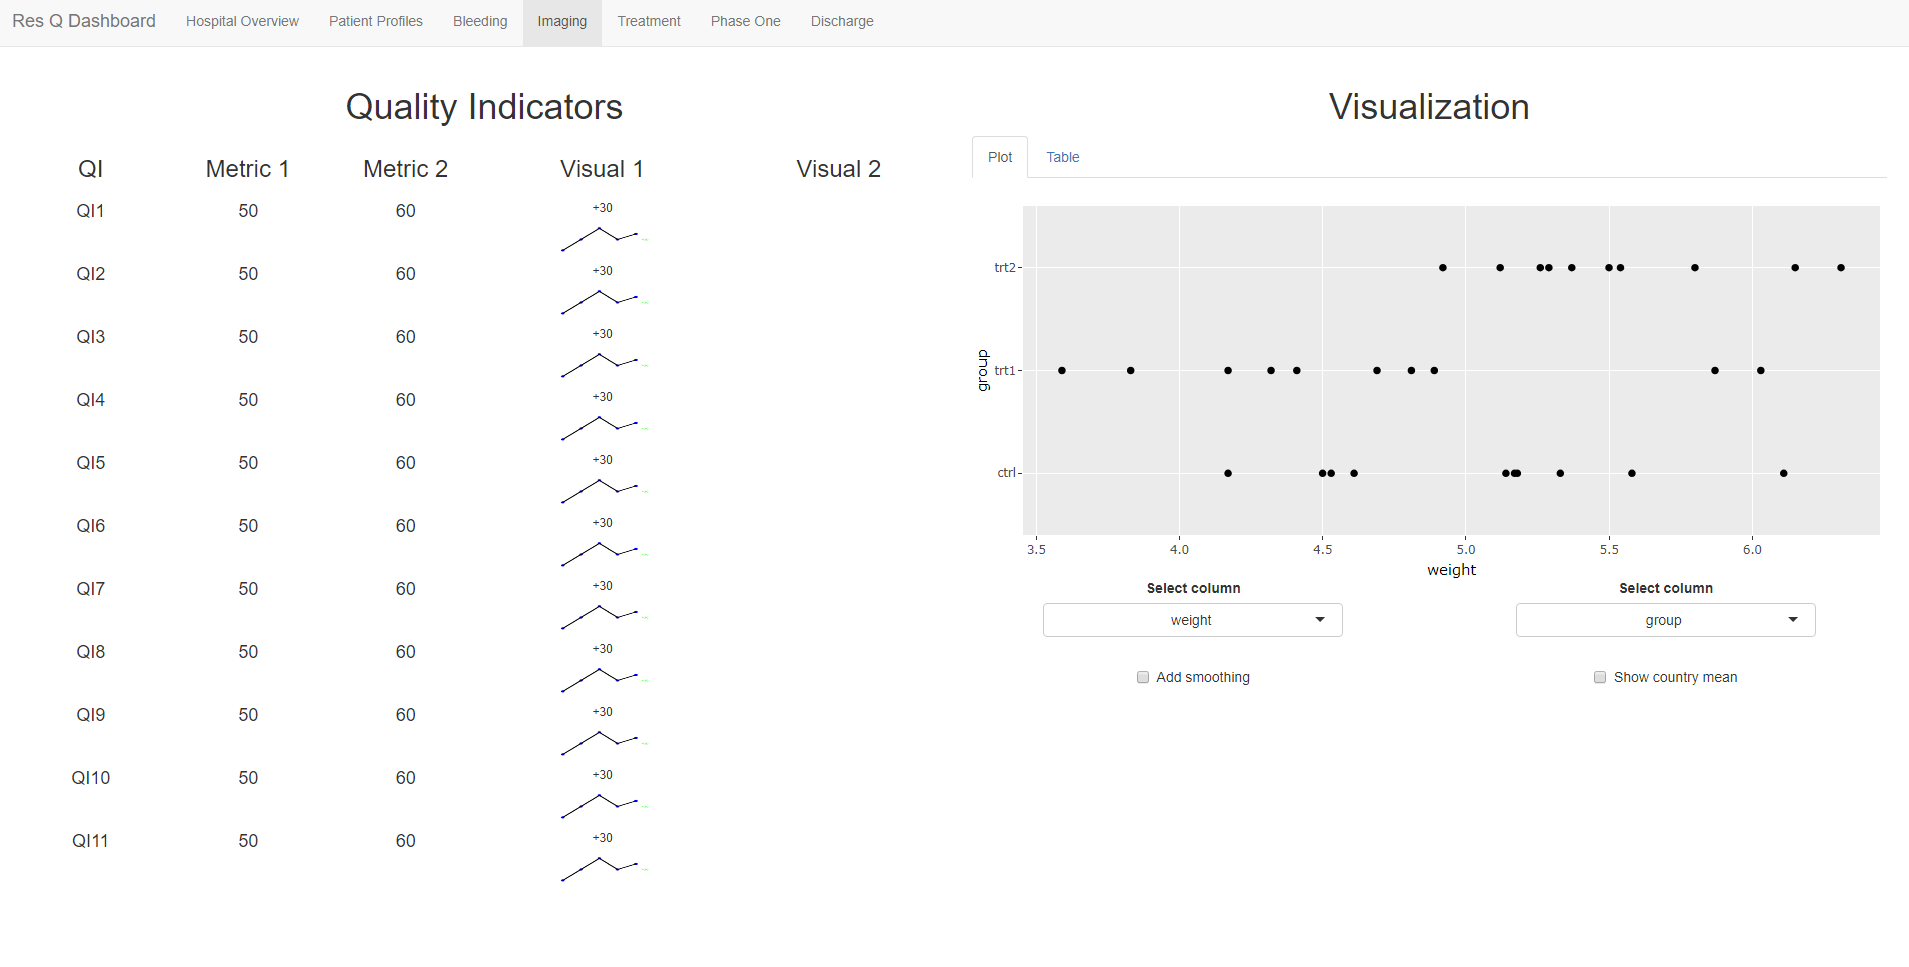 Res Q Dashboard Hospital Overview Patient Profiles Bleeding Imaging Treatment Phase One Discharge
Quality Indicators
QI Metric 1 Metric 2 Visual 1 Visual 2
QI1 50 60 +30
QI2 50 60 +30
QI3 50 60 +30
QI4 50 60 +30
QI5 50 60 +30
QI6 50 60 +30
QI7 50 60 +30
QI8 50 60 +30
QI9 50 60 +30
QI10 50 60 +30
QI11 50 60 +30
Visualization
Plot Table
group
trt2
trt1
ctrl
3.5 4.0 4.5 5.0 5.5 6.0
weight
Select column Select column
weight group
Add smoothing Show country mean